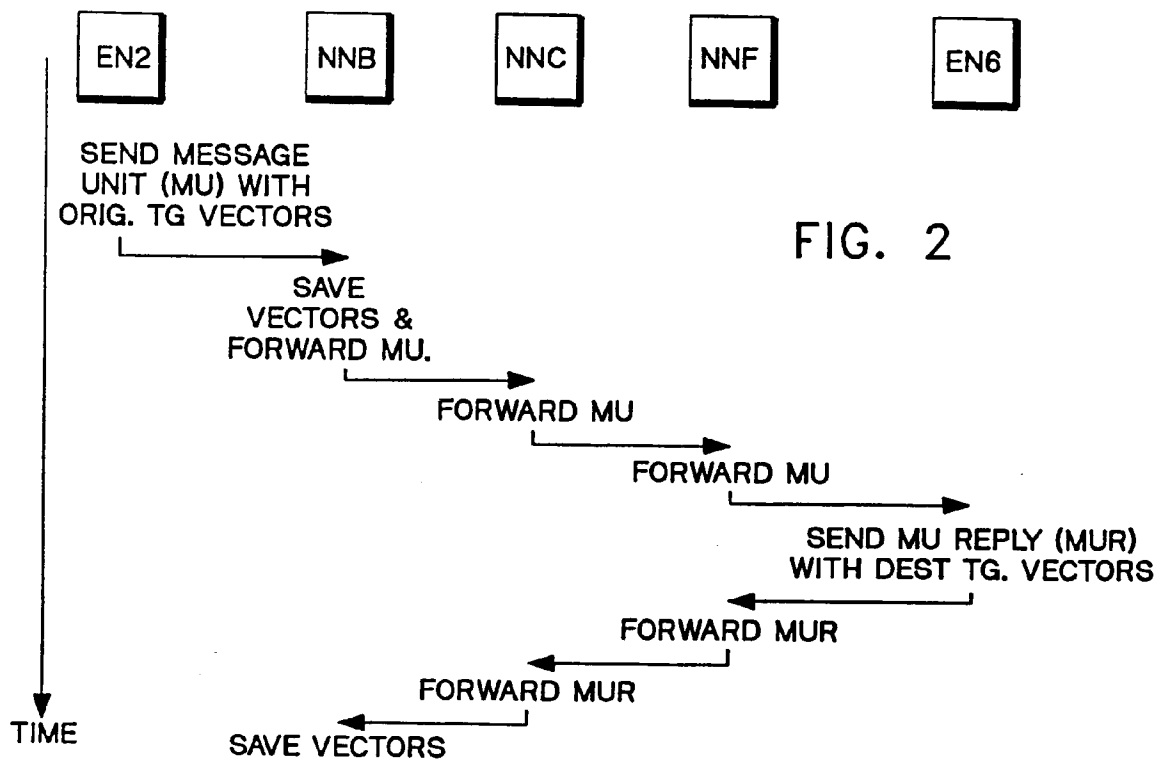 EN2
NNB
NNC
NNF
EN6
SEND MESSAGE
UNIT (MU) WITH
ORIG. TG VECTORS
FIG. 2
SAVE
VECTORS &
FORWARD MU.
FORWARD MU
FORWARD MU
SEND MU REPLY (MUR)
WITH DEST TG. VECTORS
FORWARD MUR
FORWARD MUR
TIME
SAVE VECTORS